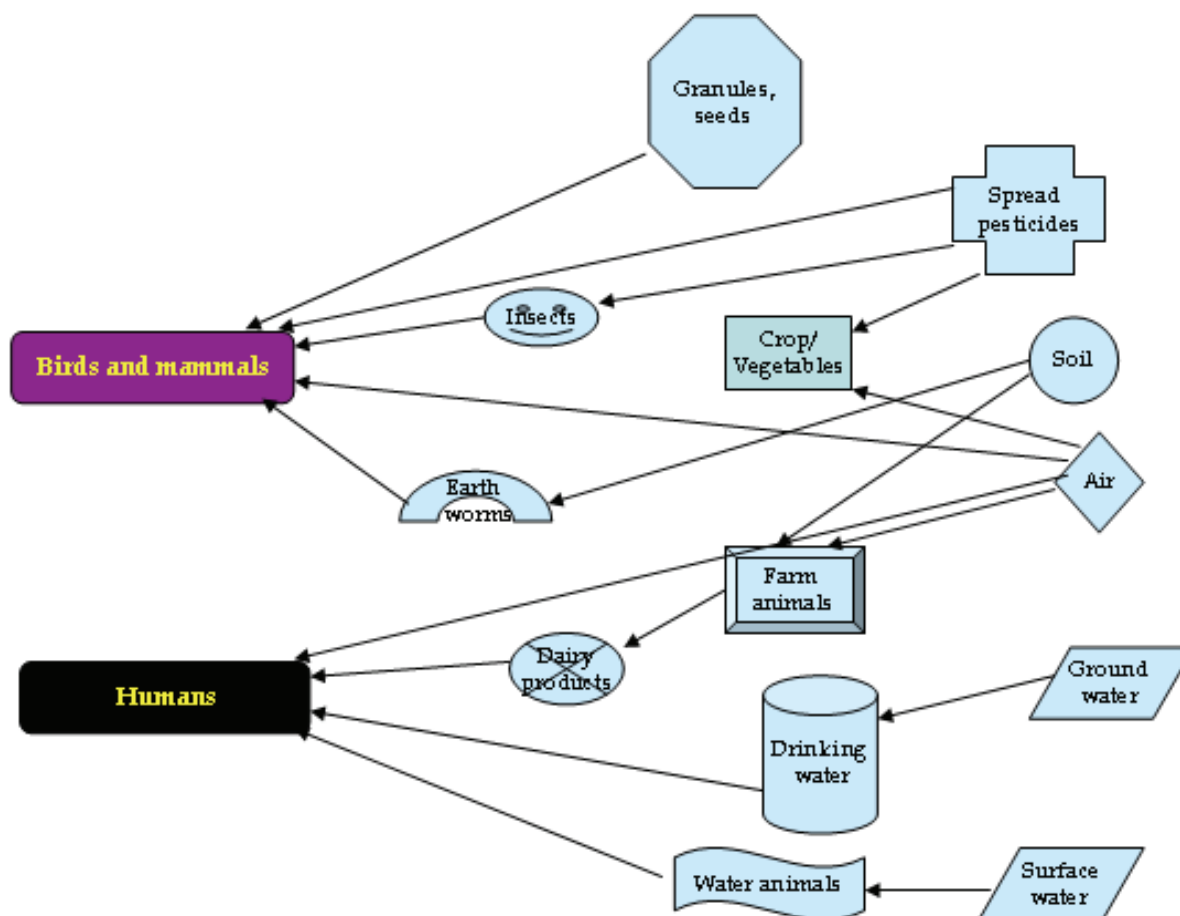 Granules,
seeds
Spread
pesticides
Insects
Crop/
Vegetables
Soil
Birds and mammals
Air
Earth
worms
Farm
animals
Dairy
products
Ground
water
Humans
Drinking
water
Water animals
Surface
water